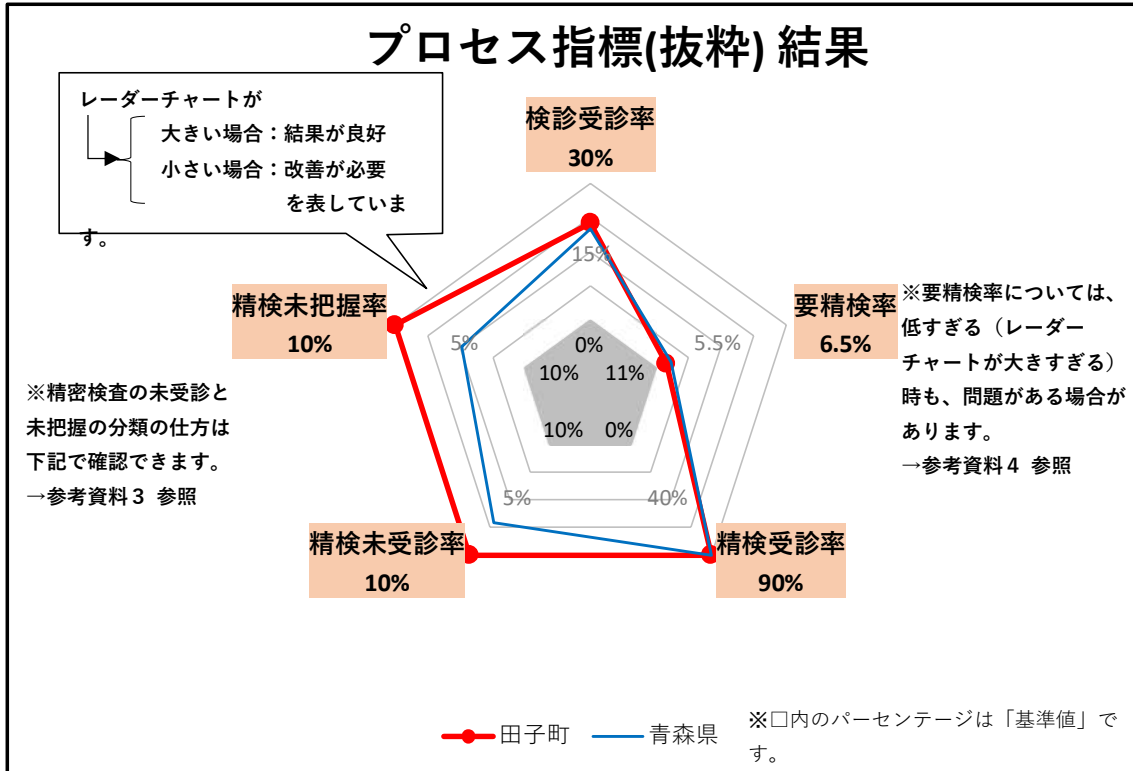 プロセス指標(抜粋) 結果
レーダーチャートが
大きい場合：結果が良好
小さい場合：改善が必要
を表していま
す。
検診受診率
30%
15%
0%
精検未把握率
10%
5%
10%
要精検率
6.5%
5.5%
11%
※要精検率については、
低すぎる（レーダー
チャートが大きすぎる）
時も、問題がある場合が
あります。
→参考資料４ 参照
※精密検査の未受診と
未把握の分類の仕方は
下記で確認できます。
→参考資料３ 参照
10%
0%
5%
40%
精検未受診率
10%
精検受診率
90%
田子町
青森県
※□内のパーセンテージは「基準値」で
す。